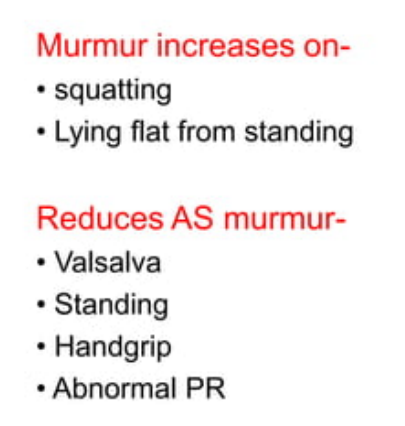 Murmur increases on-
• squatting
• Lying flat from standing
Reduces AS murmur-
• Valsalva
• Standing
• Handgrip
• Abnormal PR